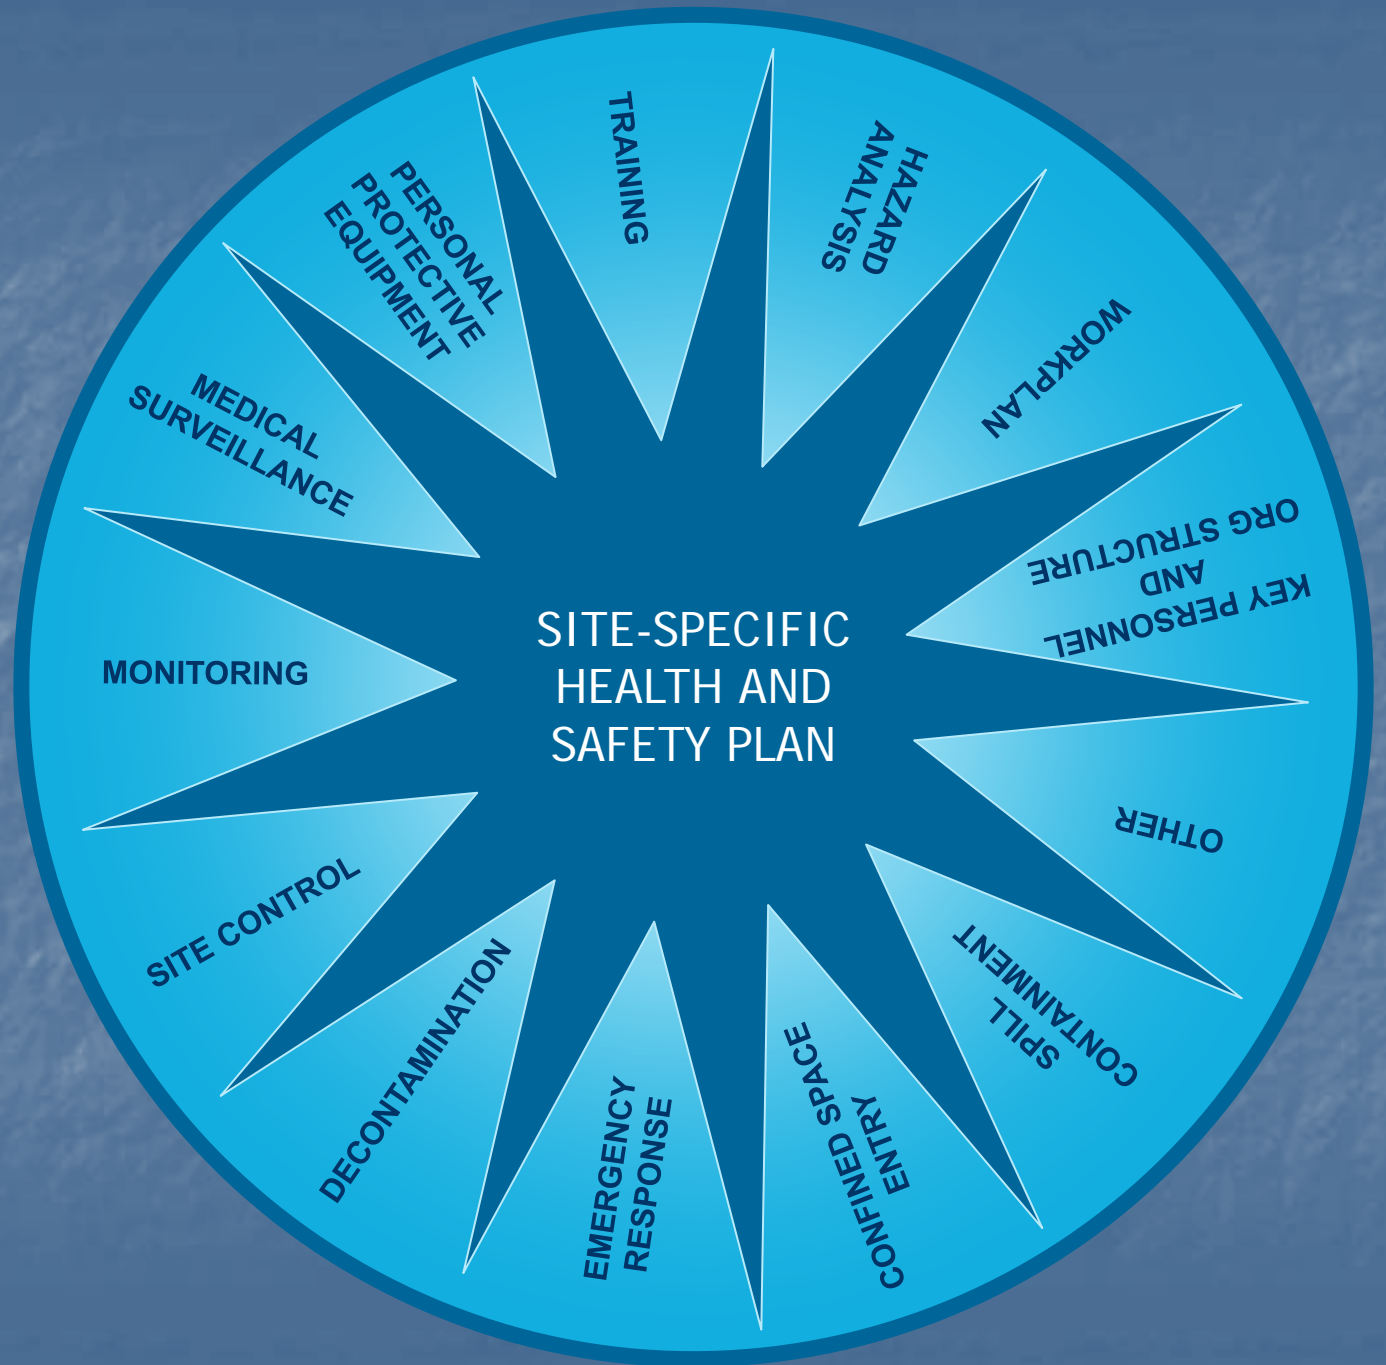 SITE-SPECIFIC
HEALTH AND
SAFETY PLAN
TRAINING
HAZARD
ANALYSIS
WORKPLAN
KEY PERSONNEL
AND
ORG STRUCTURE
OTHER
SPILL
CONTAINMENT
CONFINED SPACE
ENTRY
EMERGENCY
RESPONSE
DECONTAMINATION
SITE CONTROL
MONITORING
MEDICAL
SURVEILLANCE
PERSONAL
PROTECTIVE
EQUIPMENT